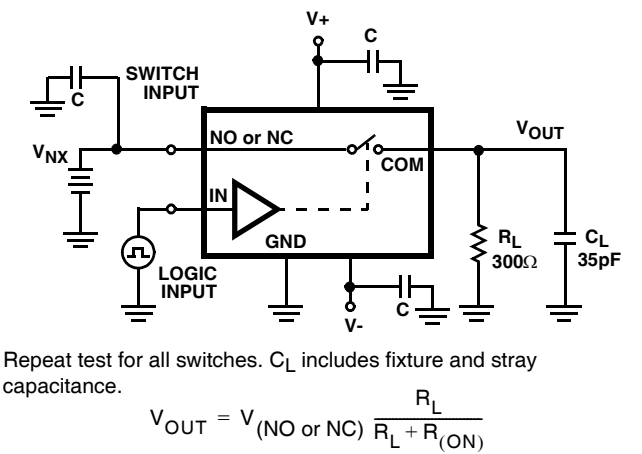 V+
C
SWITCH
INPUT
C
V_NX
NO or NC
COM
V_OUT
IN
GND
LOGIC
INPUT
C
V-
R_L
300Ω
C_L
35pF
Repeat test for all switches. C_L includes fixture and stray
capacitance.
V_OUT = V_(NO or NC) R_L / (R_L + R_(ON))